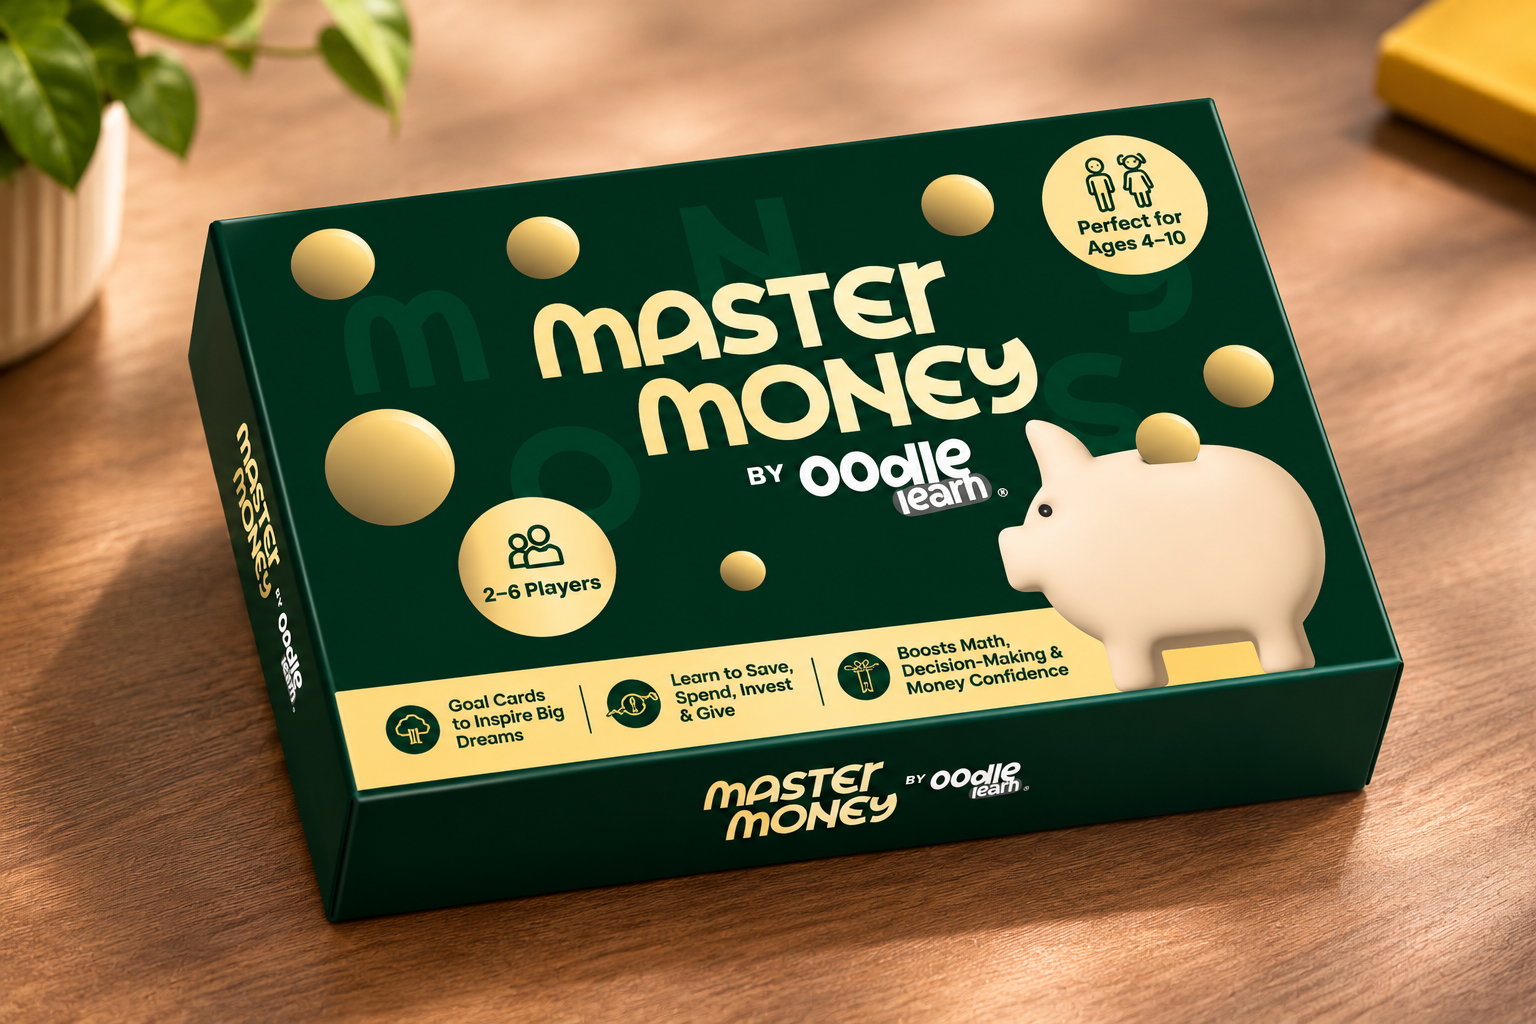 Perfect for
Ages 4–10
MASTER
MONEY
BY Oodle
learn®
2–6 Players
Goal Cards
to Inspire Big
Dreams
Learn to Save,
Spend, Invest
& Give
Boosts Math,
Decision-Making &
Money Confidence
M
O
N
E
Y
S
MASTER
MONEY
BY Oodle
learn
MASTER
MONEY
BY Oodle
learn®